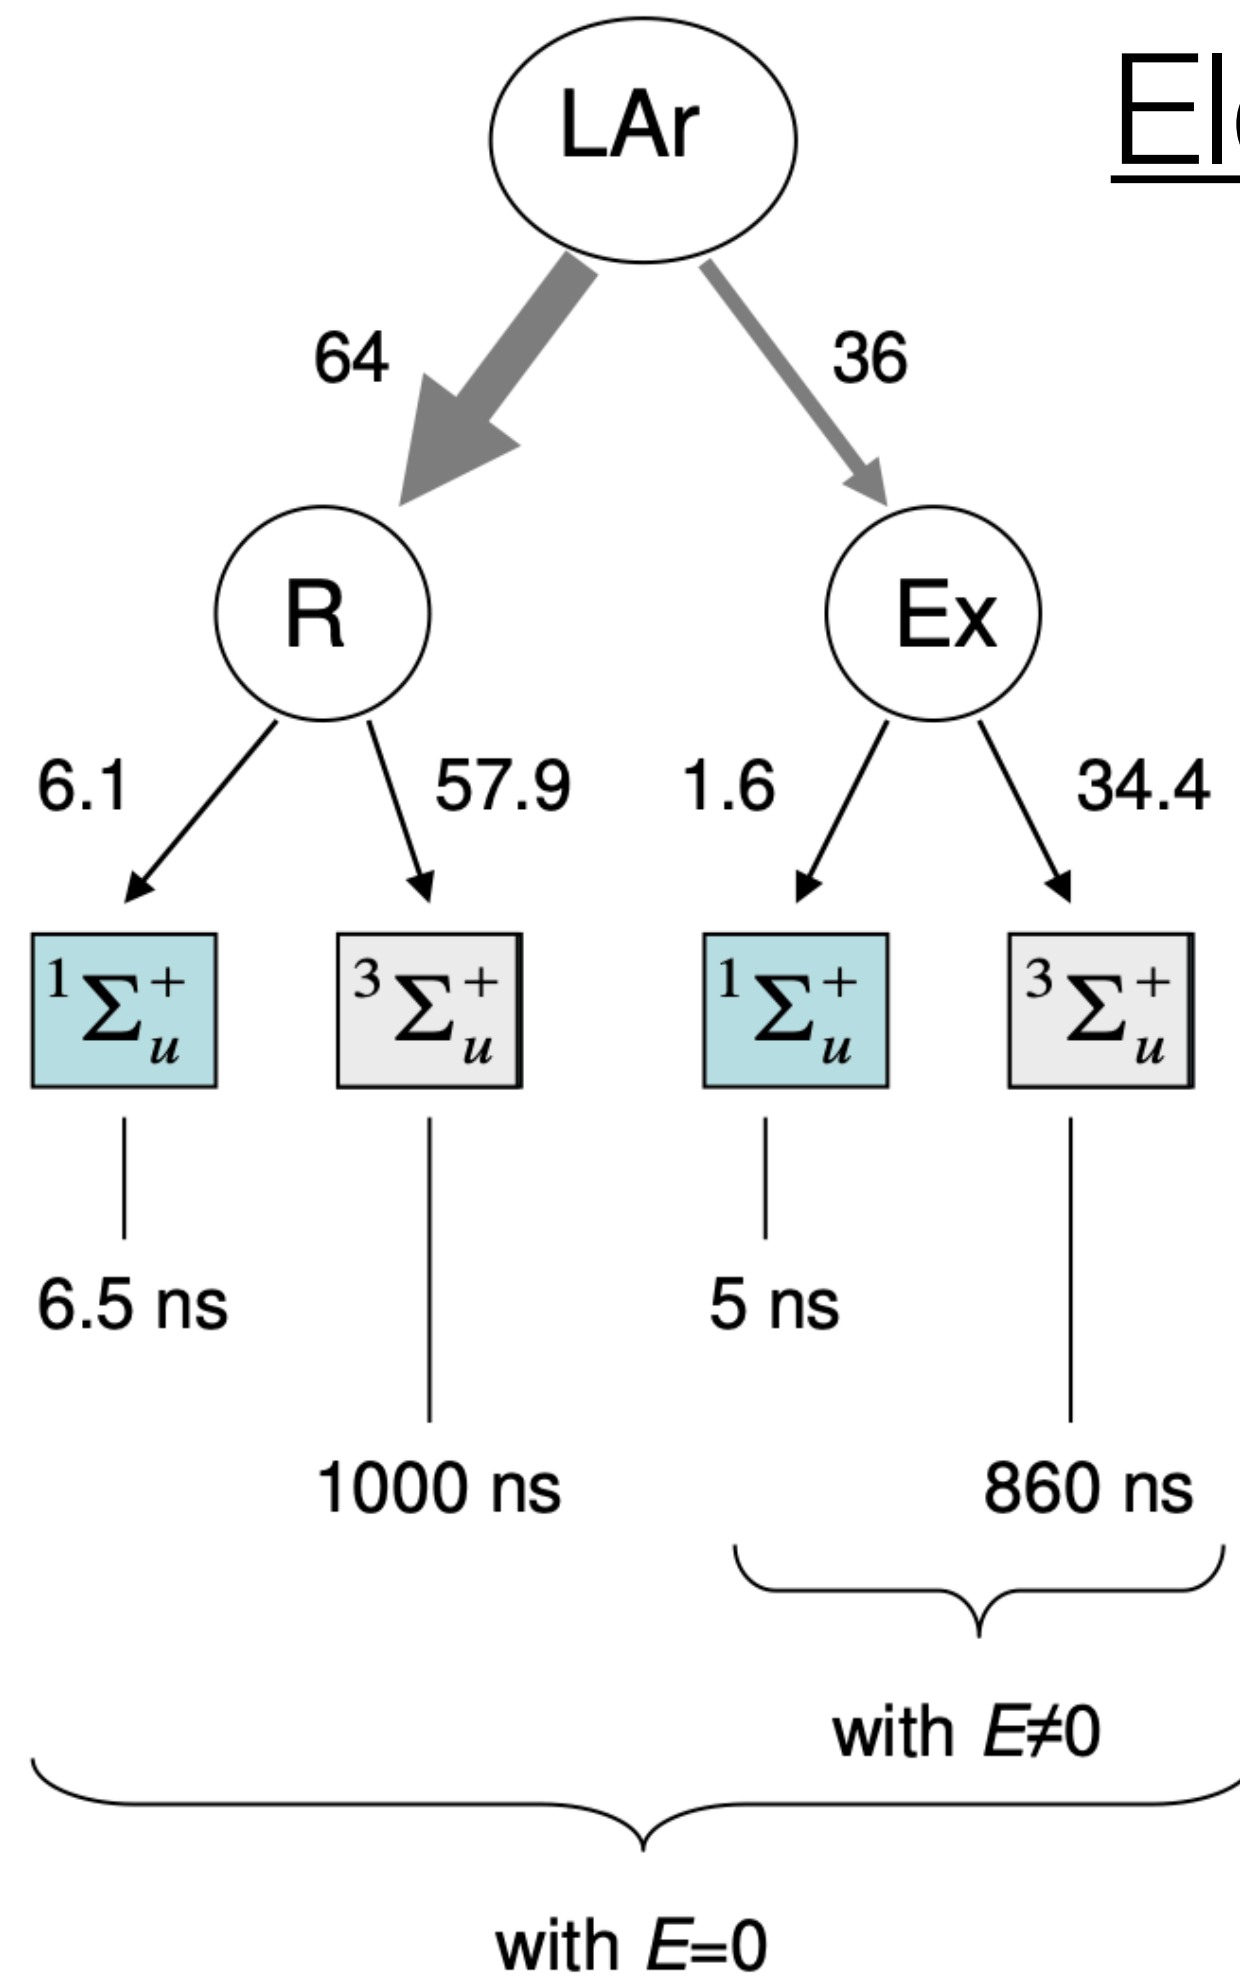 LAr
El
64 36
R Ex
6.1 57.9 1.6 34.4
¹Σᵤ⁺ ³Σᵤ⁺ ¹Σᵤ⁺ ³Σᵤ⁺
6.5 ns 5 ns
1000 ns 860 ns
with E≠0
with E=0